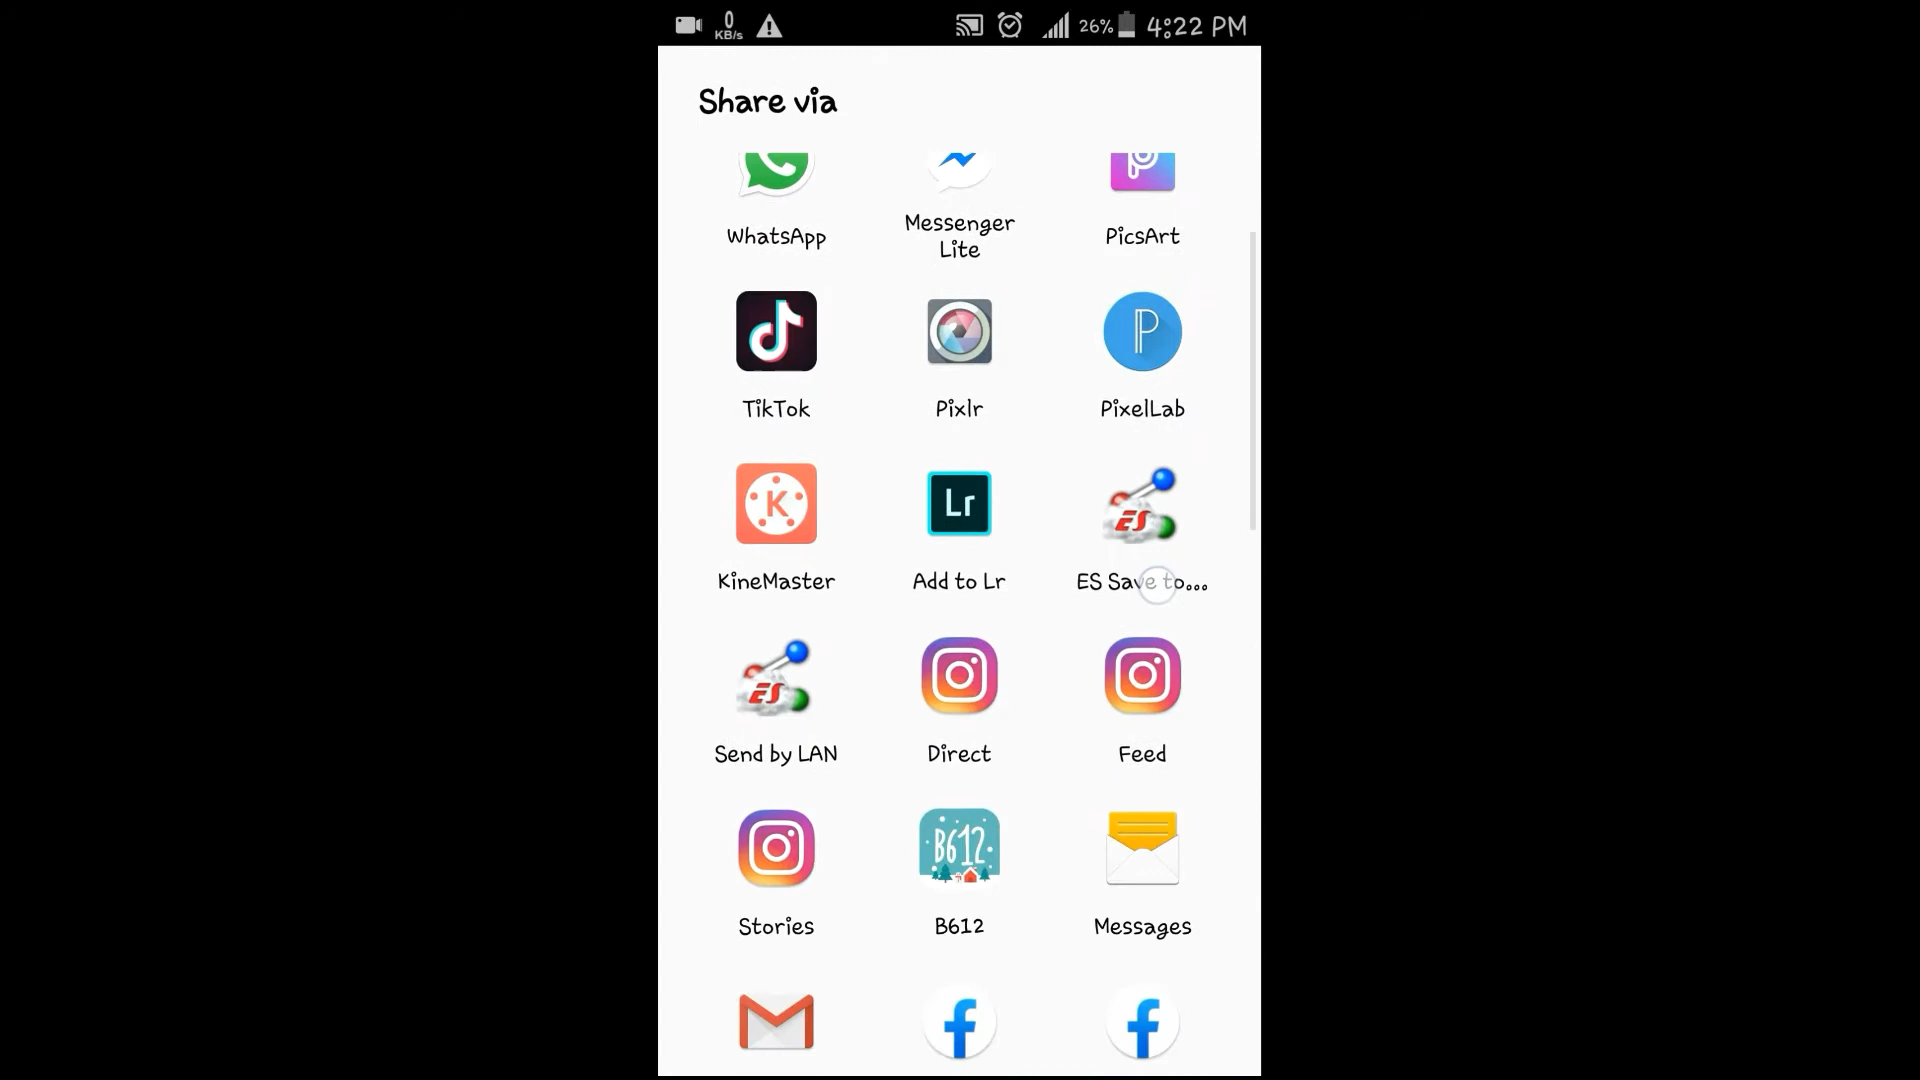 0
KB/s
26%
4:22 PM
Share via
WhatsApp
Messenger
Lite
PicsArt
TikTok
Pixlr
P
PixelLab
K
KineMaster
Lr
Add to Lr
ES
ES Save to...
ES
Send by LAN
Direct
Feed
Stories
B612
B612
Messages